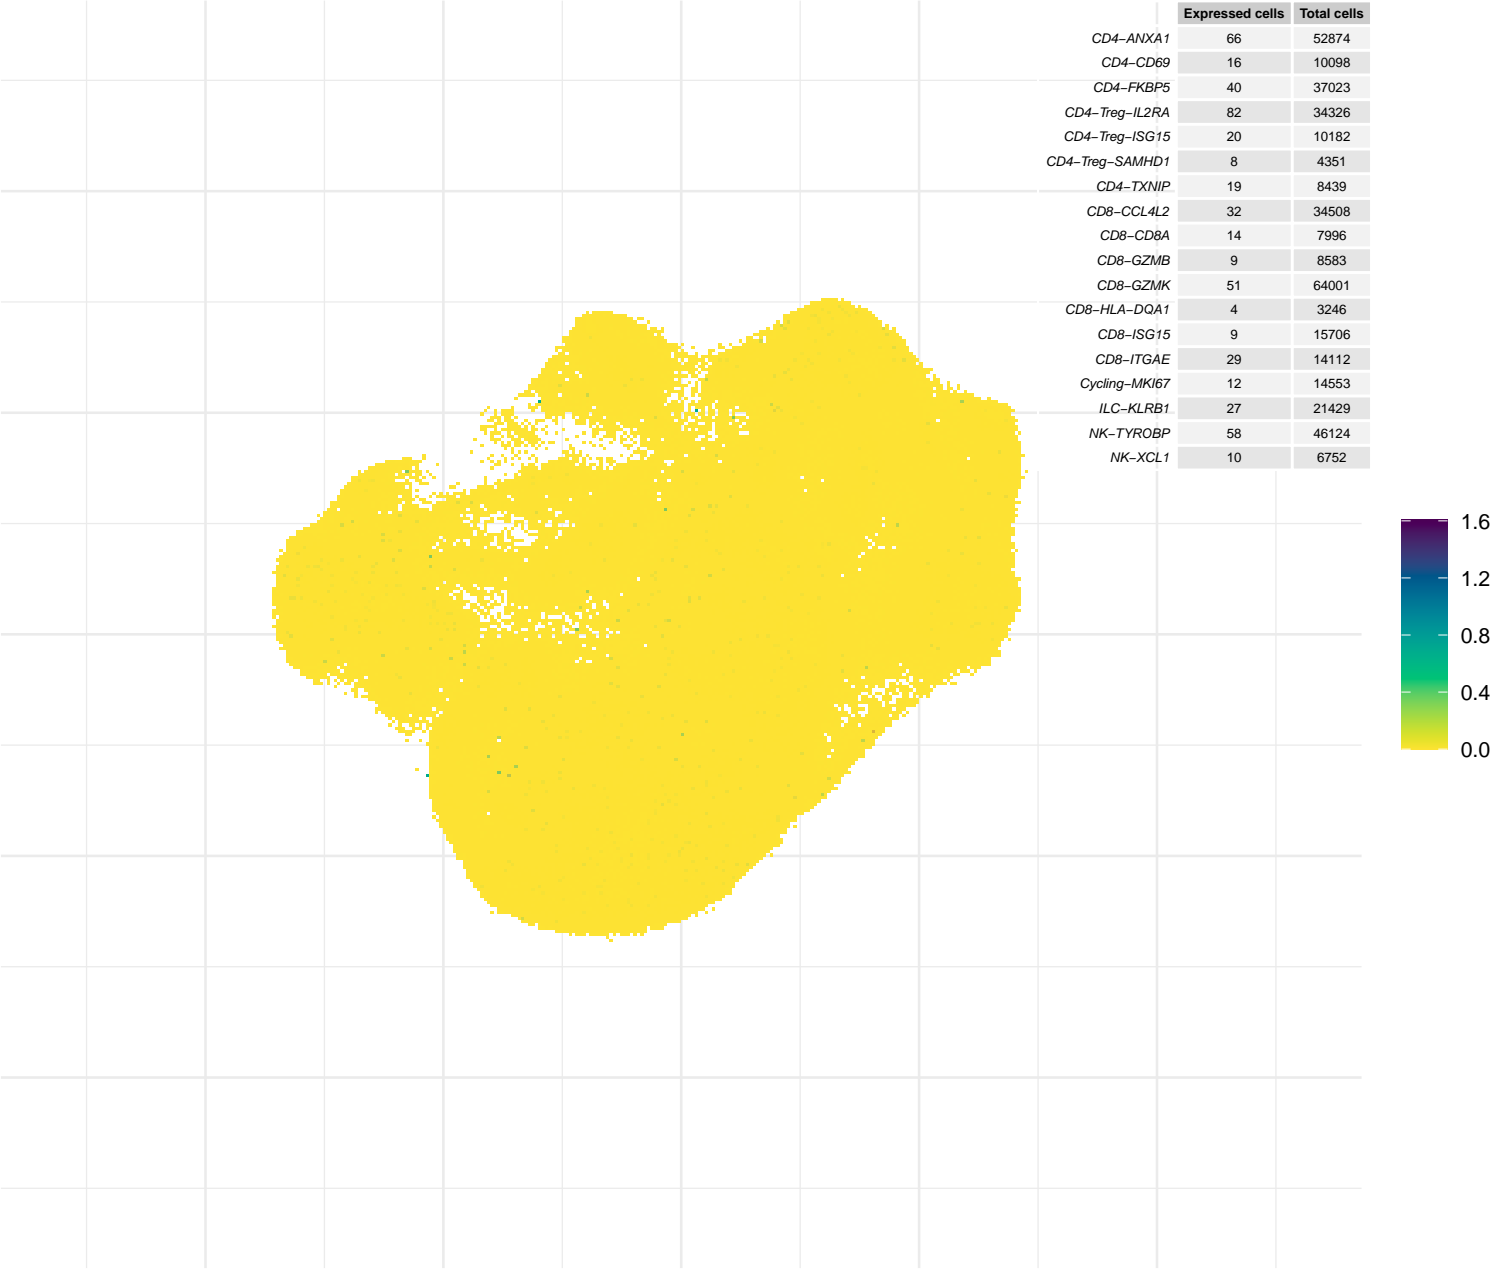 Expressed cells Total cells
CD4−ANXA1 66 52874
CD4−CD69 16 10098
CD4−FKBP5 40 37023
CD4−Treg−IL2RA 82 34326
CD4−Treg−ISG15 20 10182
CD4−Treg−SAMHD1 8 4351
CD4−TXNIP 19 8439
CD8−CCL4L2 32 34508
CD8−CD8A 14 7996
CD8−GZMB 9 8583
CD8−GZMK 51 64001
CD8−HLA−DQA1 4 3246
CD8−ISG15 9 15706
CD8−ITGAE 29 14112
Cycling−MKI67 12 14553
ILC−KLRB1 27 21429
NK−TYROBP 58 46124
NK−XCL1 10 6752
1.6
1.2
0.8
0.4
0.0